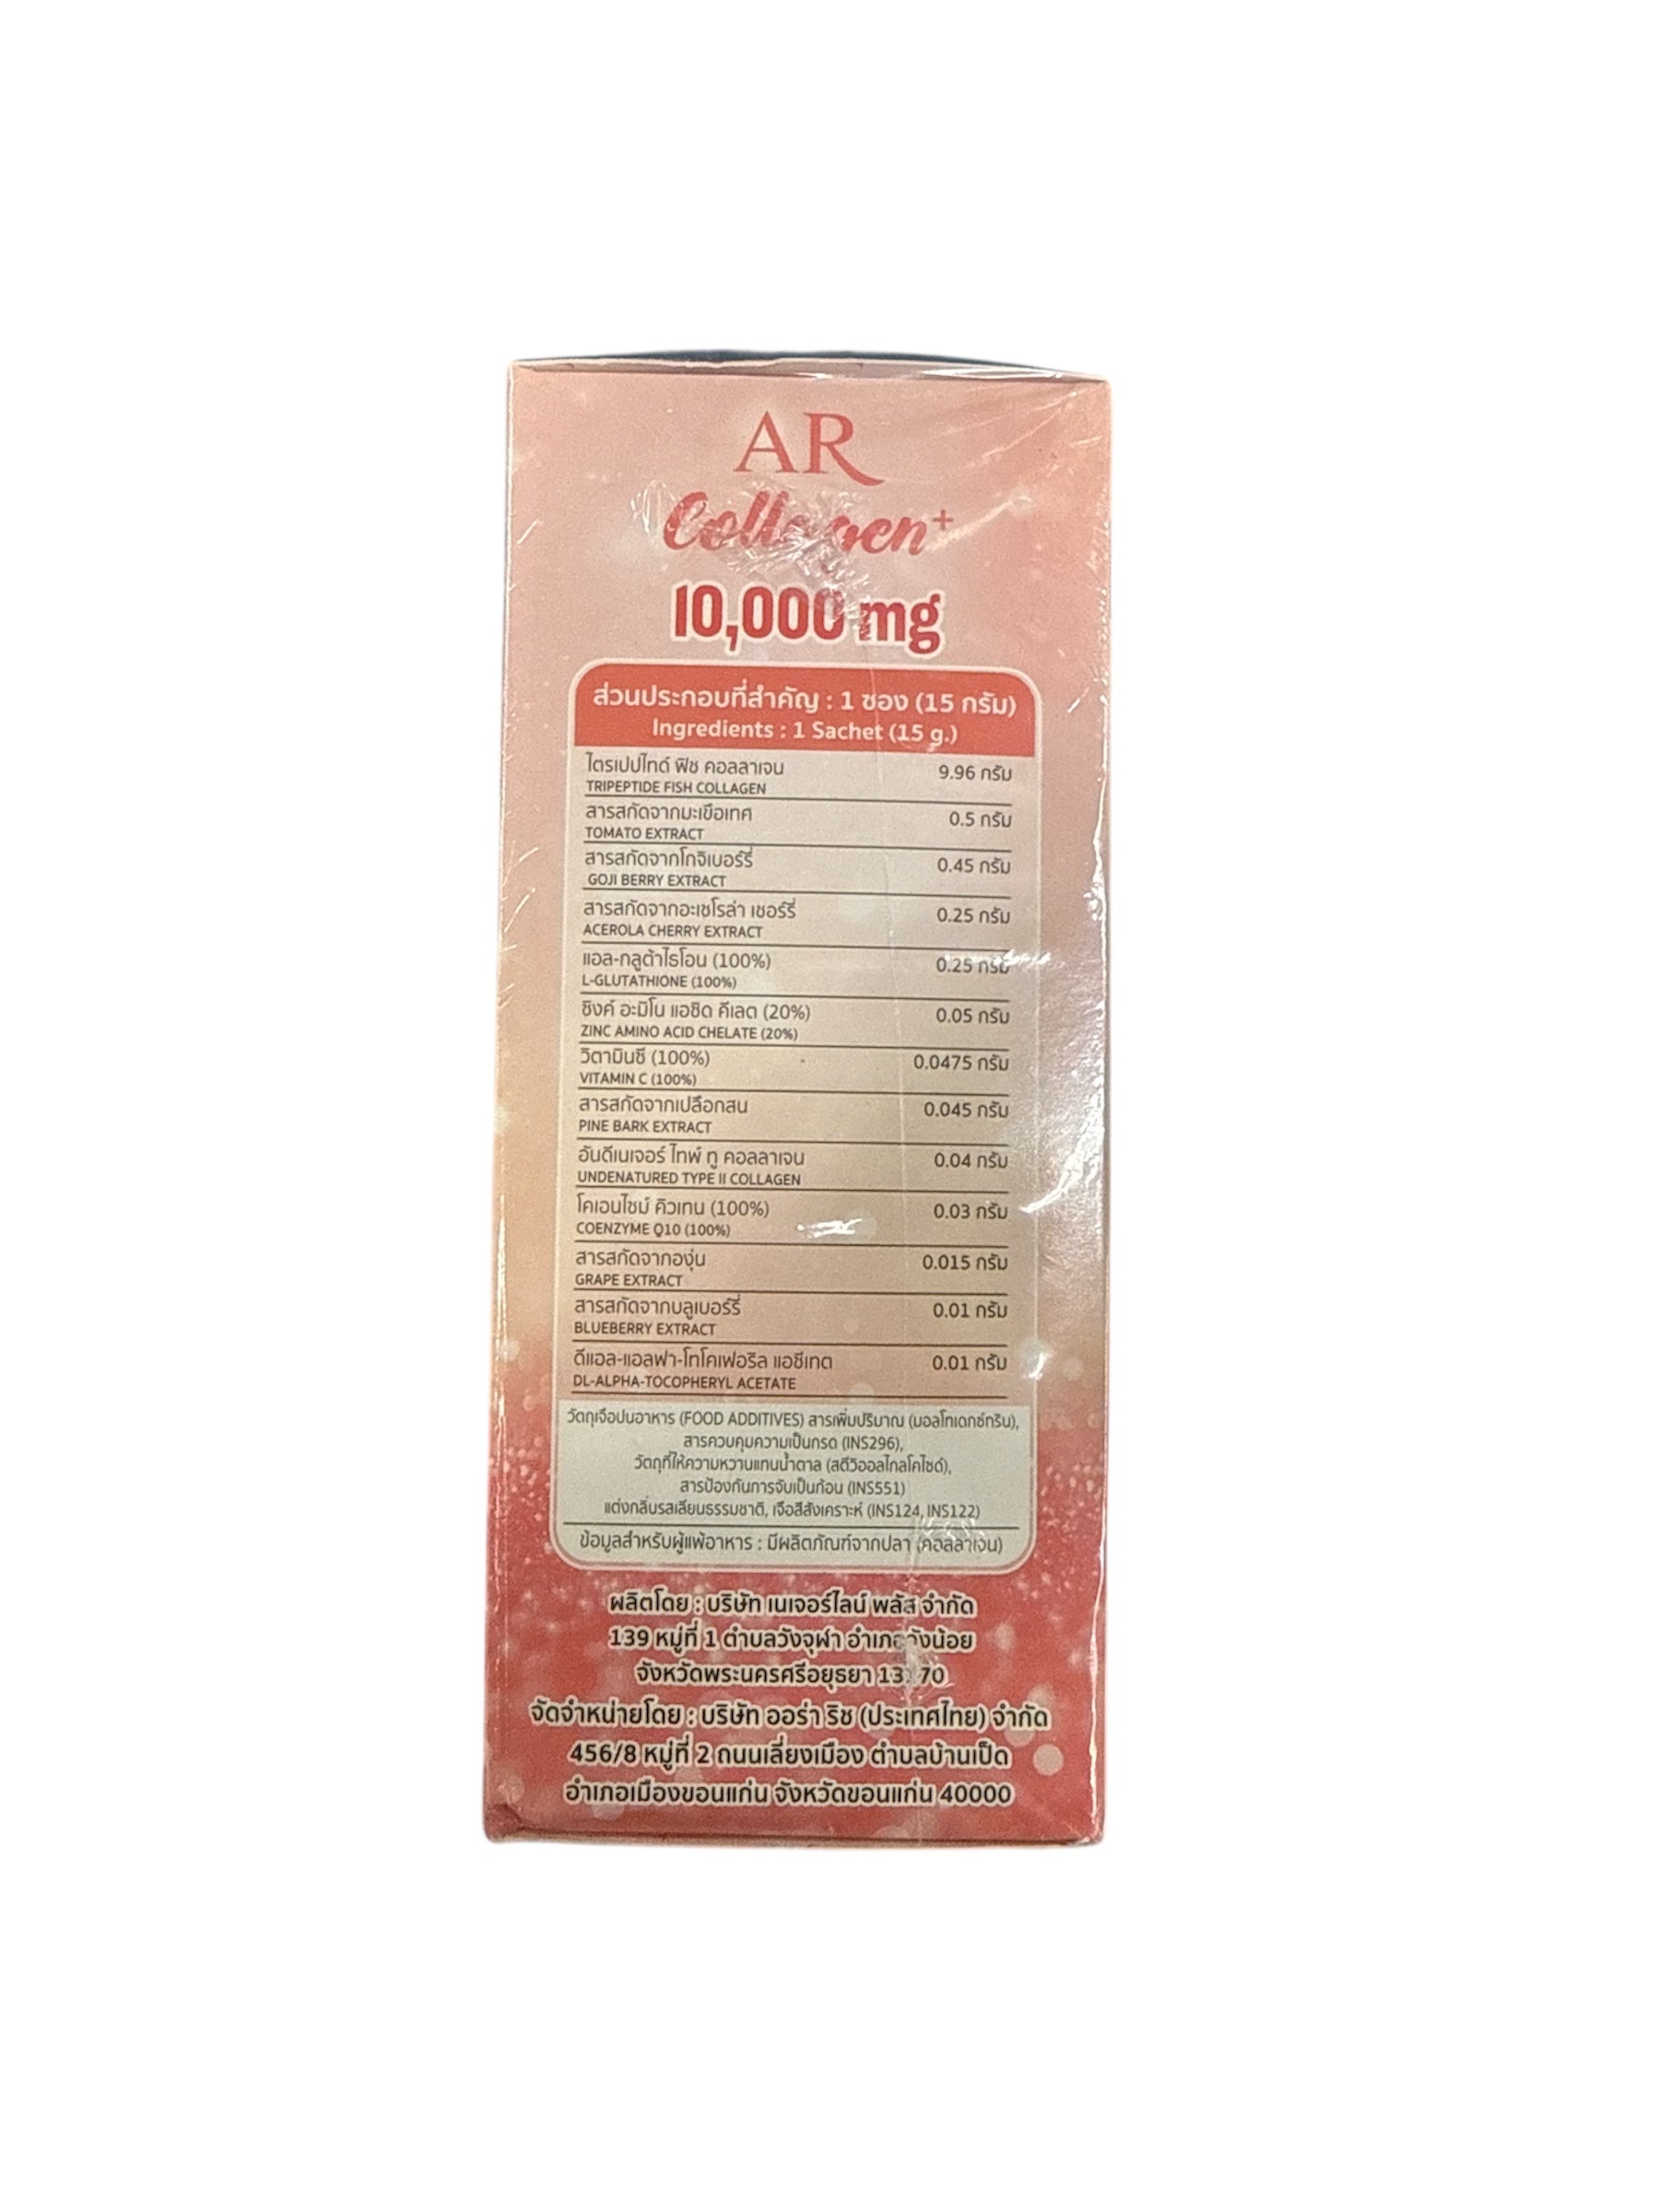 AR
Collagen+
10,000 mg
ส่วนประกอบที่สำคัญ : 1 ซอง (15 กรัม)
Ingredients : 1 Sachet (15 g.)
ไตรเปปไทด์ ฟิช คอลลาเจน 9.96 กรัม
TRIPEPTIDE FISH COLLAGEN
สารสกัดจากมะเขือเทศ 0.5 กรัม
TOMATO EXTRACT
สารสกัดจากโกจิเบอร์รี่ 0.45 กรัม
GOJI BERRY EXTRACT
สารสกัดจากอะเซโรล่า เชอร์รี่ 0.25 กรัม
ACEROLA CHERRY EXTRACT
แอล-กลูต้าไธโอน (100%) 0.25 กรัม
L-GLUTATHIONE (100%)
ซิงค์ อะมิโน แอซิด คีเลต (20%) 0.05 กรัม
ZINC AMINO ACID CHELATE (20%)
วิตามินซี (100%) 0.0475 กรัม
VITAMIN C (100%)
สารสกัดจากเปลือกสน 0.045 กรัม
PINE BARK EXTRACT
อันดีเนเจอร์ ไทพ์ ทู คอลลาเจน 0.04 กรัม
UNDENATURED TYPE II COLLAGEN
โคเอนไซม์ คิวเทน (100%) 0.03 กรัม
COENZYME Q10 (100%)
สารสกัดจากองุ่น 0.015 กรัม
GRAPE EXTRACT
สารสกัดจากบลูเบอร์รี่ 0.01 กรัม
BLUEBERRY EXTRACT
ดีแอล-แอลฟา-โทโคเฟอริล แอซีเทต 0.01 กรัม
DL-ALPHA-TOCOPHERYL ACETATE
วัตถุเจือปนอาหาร (FOOD ADDITIVES) สารเพิ่มปริมาณ (มอลโทเดกซ์ทริน),
สารควบคุมความเป็นกรด (INS296),
วัตถุที่ให้ความหวานแทนน้ำตาล (สตีวิออลไกลโคไซด์),
สารป้องกันการจับเป็นก้อน (INS551)
แต่งกลิ่นรสเลียนธรรมชาติ, เจือสีสังเคราะห์ (INS124, INS122)
ข้อมูลสำหรับผู้แพ้อาหาร : มีผลิตภัณฑ์จากปลา (คอลลาเจน)
ผลิตโดย : บริษัท เนเจอร์ไลน์ พลัส จำกัด
139 หมู่ที่ 1 ตำบลวังจุฬา อำเภอวังน้อย
จังหวัดพระนครศรีอยุธยา
จัดจำหน่ายโดย : บริษัท ออร่า ริช (ประเทศไทย) จำกัด
456/8 หมู่ที่ 2 ถนนเลี่ยงเมือง ตำบลบ้านเป็ด
อำเภอเมืองขอนแก่น จังหวัดขอนแก่น 40000